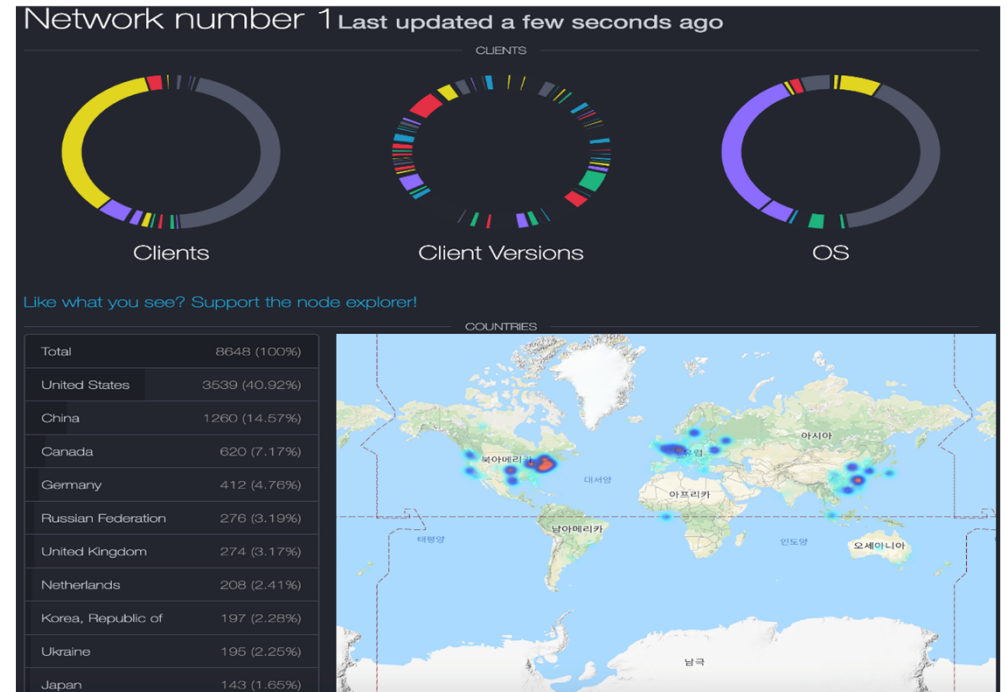 Network number 1 Last updated a few seconds ago
CLIENTS
Clients
Client Versions
OS
Like what you see? Support the node explorer!
COUNTRIES
Total 8648 (100%)
United States 3539 (40.92%)
China 1260 (14.57%)
Canada 620 (7.17%)
Germany 412 (4.76%)
Russian Federation 276 (3.19%)
United Kingdom 274 (3.17%)
Netherlands 208 (2.41%)
Korea, Republic of 197 (2.28%)
Ukraine 195 (2.25%)
Japan 143 (1.65%)
아시아
북아메리카
유럽
대서양
아프리카
남아메리카
태평양
인도양
오세아니아
남극